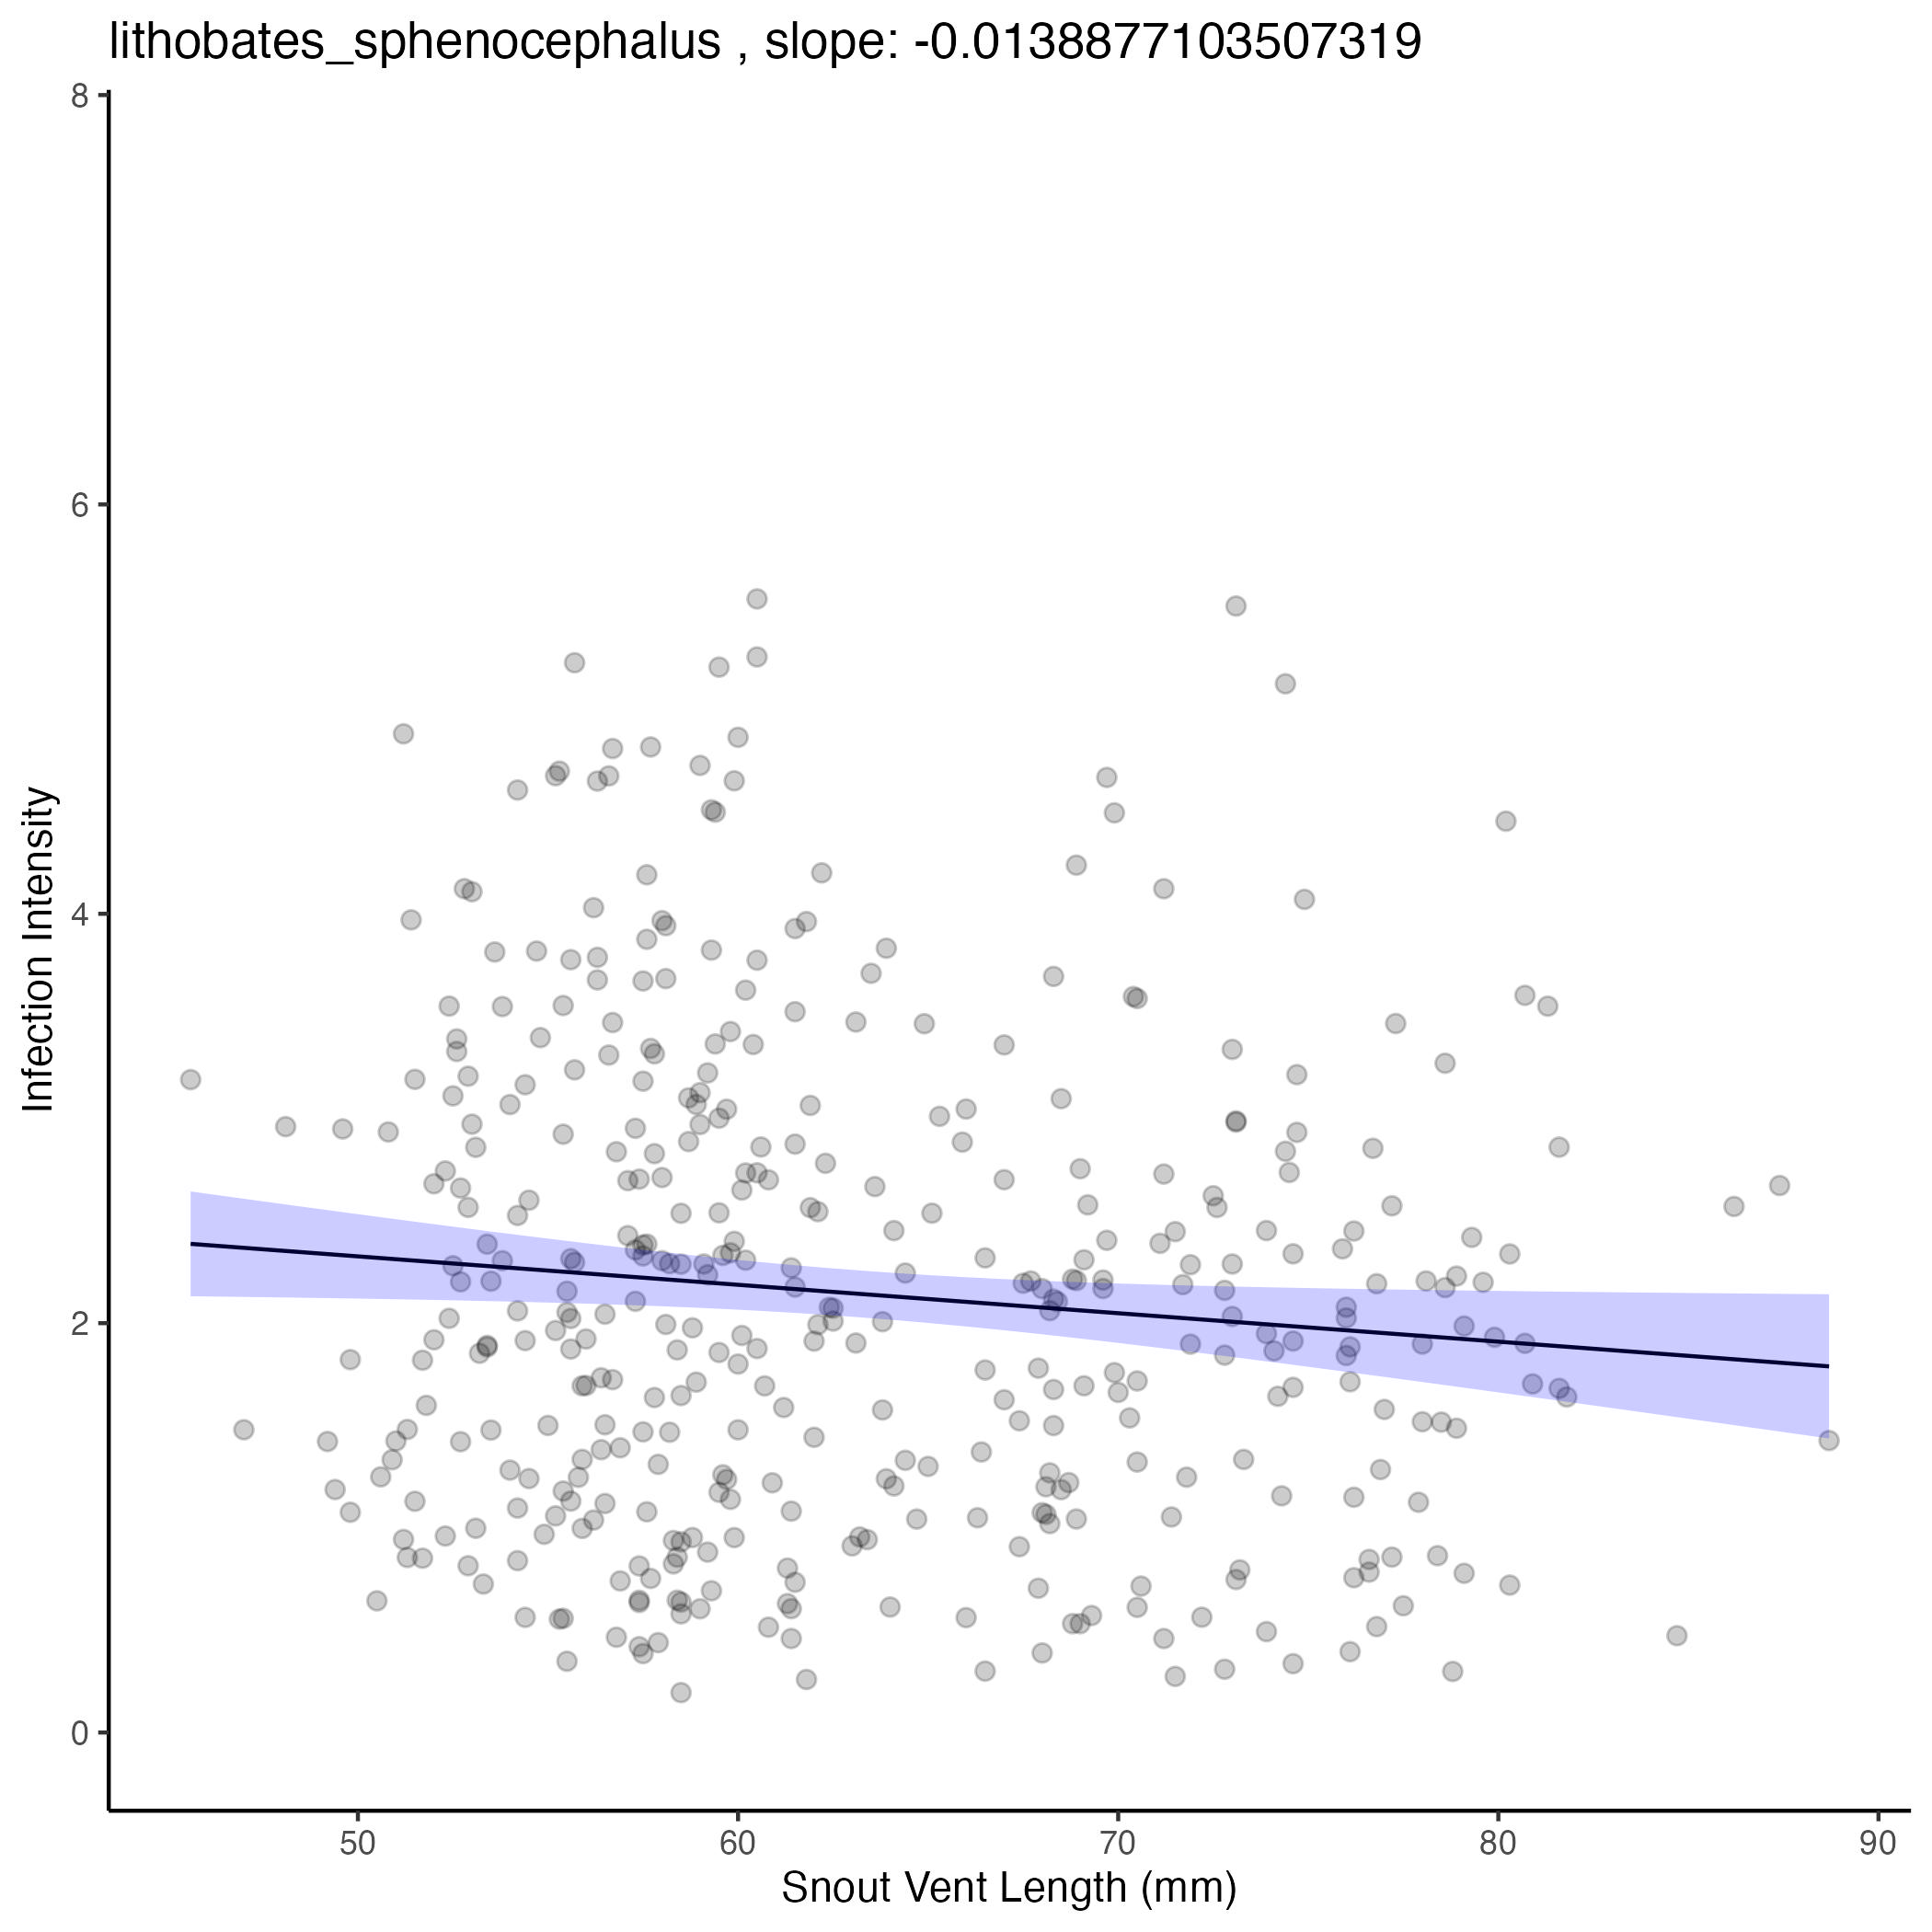 lithobates_sphenocephalus , slope: -0.0138877103507319
8
6
4
2
0
Infection Intensity
50 60 70 80 90
Snout Vent Length (mm)